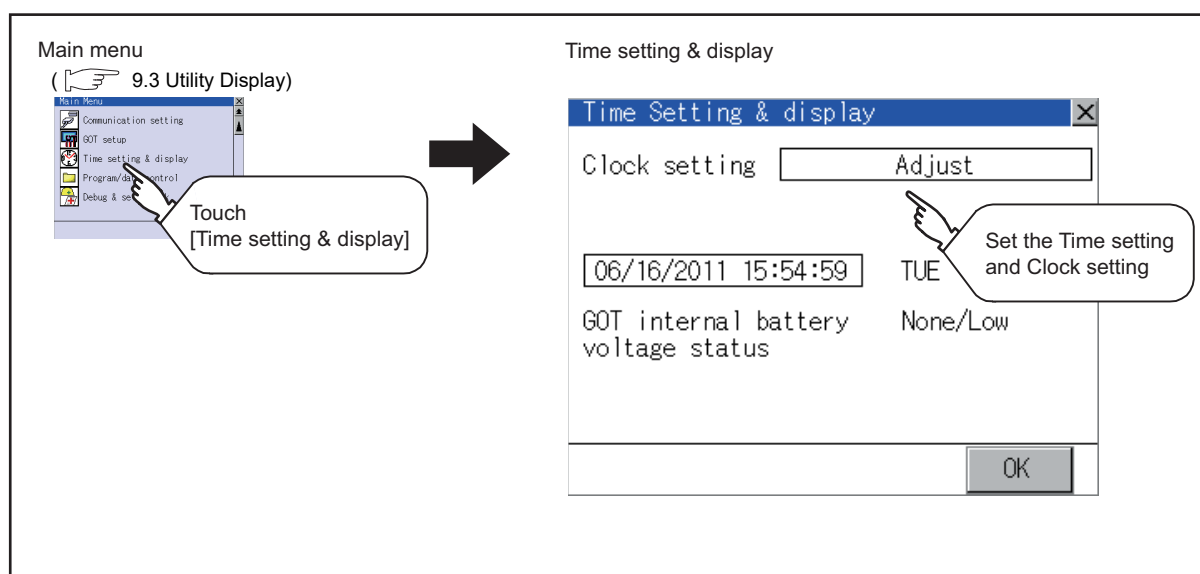 Main menu
( 9.3 Utility Display)
Main Menu
Communication setting
GOT setup
Time setting & display
Program/data control
Debug & se
Touch
[Time setting & display]
Time setting & display
Time Setting & display
Clock setting Adjust
Set the Time setting
and Clock setting
06/16/2011 15:54:59 TUE
GOT internal battery None/Low
voltage status
OK